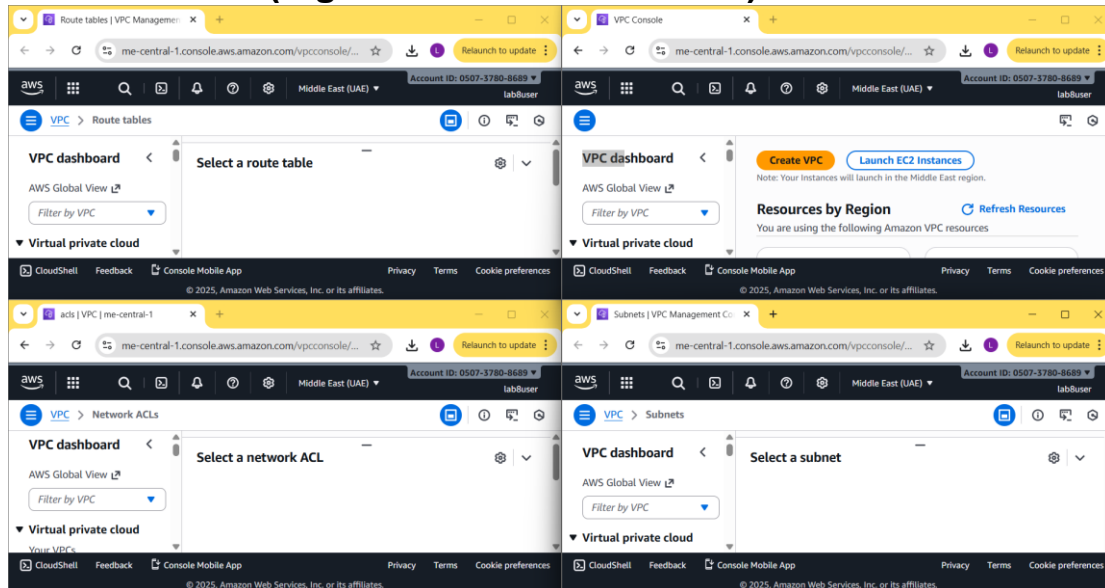 Route tables | VPC Managemen
me-central-1.console.aws.amazon.com/vpcconsole/...
L
Relaunch to update
aws
Middle East (UAE) ▼
Account ID: 0507-3780-8689 ▼
lab8user
VPC > Route tables
VPC dashboard
AWS Global View
Filter by VPC
Virtual private cloud
Select a route table
CloudShell Feedback Console Mobile App Privacy Terms Cookie preferences
© 2025, Amazon Web Services, Inc. or its affiliates.
VPC Console
me-central-1.console.aws.amazon.com/vpcconsole/...
L
Relaunch to update
aws
Middle East (UAE) ▼
Account ID: 0507-3780-8689 ▼
lab8user
VPC dashboard
AWS Global View
Filter by VPC
Virtual private cloud
Create VPC Launch EC2 Instances
Note: Your Instances will launch in the Middle East region.
Resources by Region Refresh Resources
You are using the following Amazon VPC resources
CloudShell Feedback Console Mobile App Privacy Terms Cookie preferences
© 2025, Amazon Web Services, Inc. or its affiliates.
acls | VPC | me-central-1
me-central-1.console.aws.amazon.com/vpcconsole/...
L
Relaunch to update
aws
Middle East (UAE) ▼
Account ID: 0507-3780-8689 ▼
lab8user
VPC > Network ACLs
VPC dashboard
AWS Global View
Filter by VPC
Virtual private cloud
Your VPCs
Select a network ACL
CloudShell Feedback Console Mobile App Privacy Terms Cookie preferences
© 2025, Amazon Web Services, Inc. or its affiliates.
Subnets | VPC Management Co
me-central-1.console.aws.amazon.com/vpcconsole/...
L
Relaunch to update
aws
Middle East (UAE) ▼
Account ID: 0507-3780-8689 ▼
lab8user
VPC > Subnets
VPC dashboard
AWS Global View
Filter by VPC
Virtual private cloud
Select a subnet
CloudShell Feedback Console Mobile App Privacy Terms Cookie preferences
© 2025, Amazon Web Services, Inc. or its affiliates.